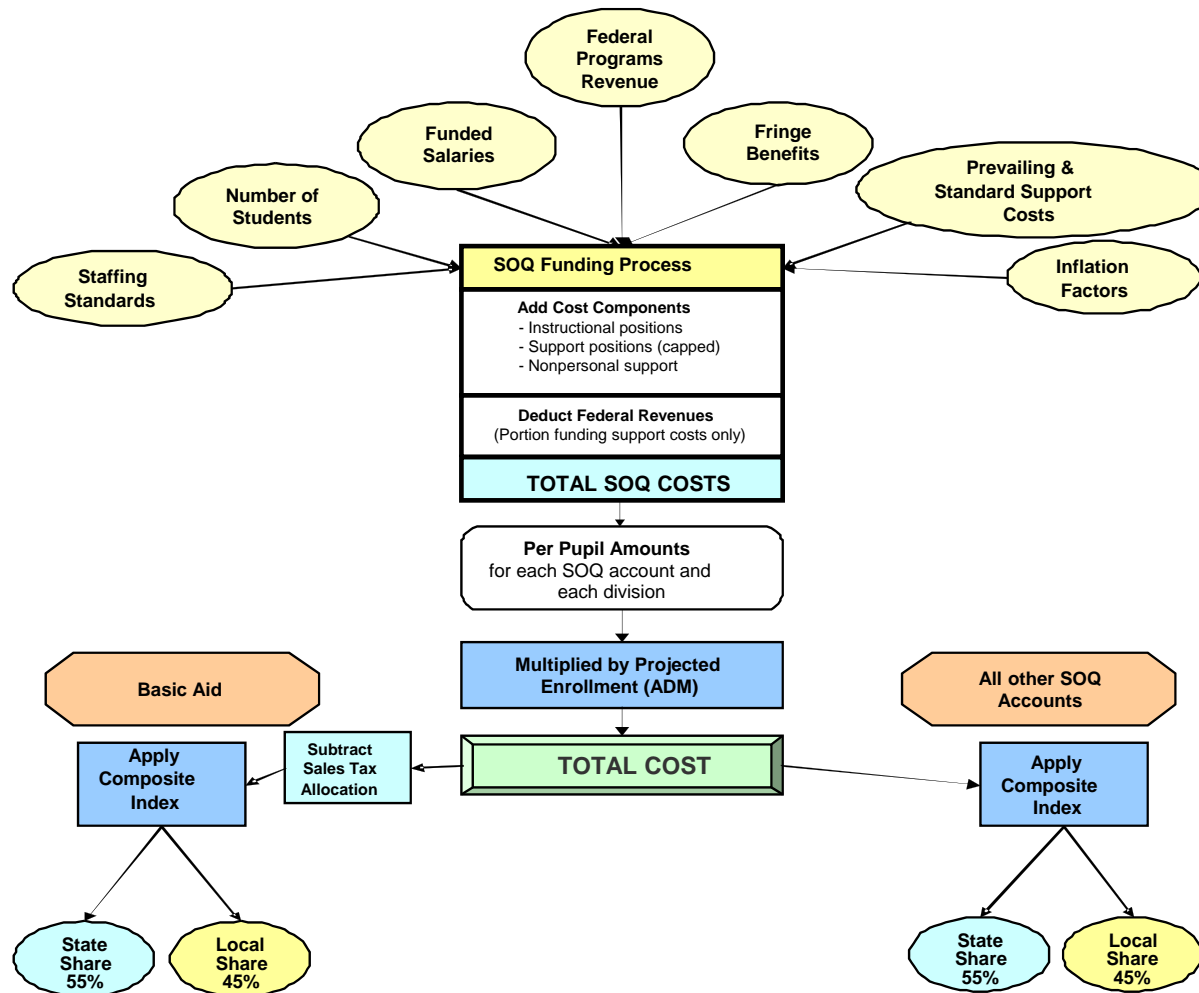 Federal
Programs
Revenue
Funded
Salaries
Fringe
Benefits
Number of
Students
Prevailing &
Standard Support
Costs
Staffing
Standards
Inflation
Factors
SOQ Funding Process
Add Cost Components
- Instructional positions
- Support positions (capped)
- Nonpersonal support
Deduct Federal Revenues
(Portion funding support costs only)
TOTAL SOQ COSTS
Per Pupil Amounts
for each SOQ account and
each division
Multiplied by Projected
Enrollment (ADM)
Basic Aid
All other SOQ
Accounts
Apply
Composite
Index
Subtract
Sales Tax
Allocation
TOTAL COST
Apply
Composite
Index
State
Share
55%
Local
Share
45%
State
Share
55%
Local
Share
45%